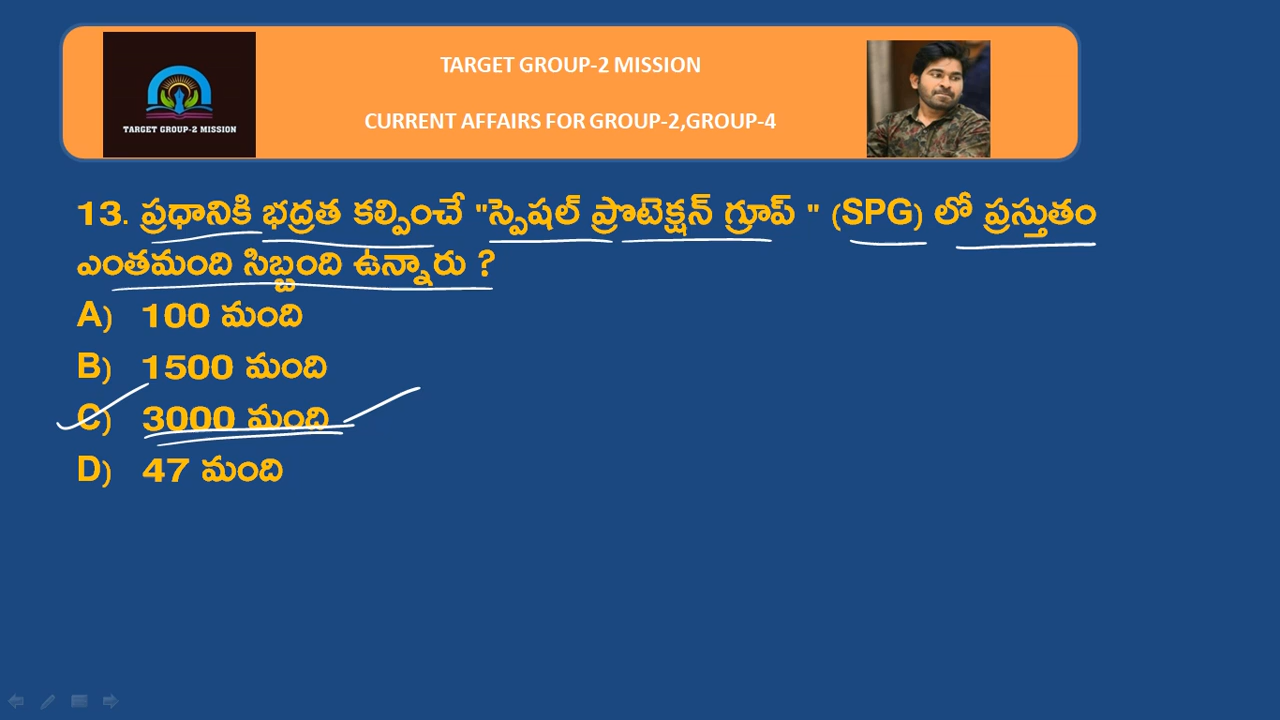 TARGET GROUP-2 MISSION
TARGET GROUP-2 MISSION
CURRENT AFFAIRS FOR GROUP-2,GROUP-4
13. ప్రధానికి భద్రత కల్పించే "స్పెషల్ ప్రొటెక్షన్ గ్రూప్ " (SPG) లో ప్రస్తుతం
ఎంతమంది సిబ్బంది ఉన్నారు ?
A) 100 మంది
B) 1500 మంది
C) 3000 మంది
D) 47 మంది